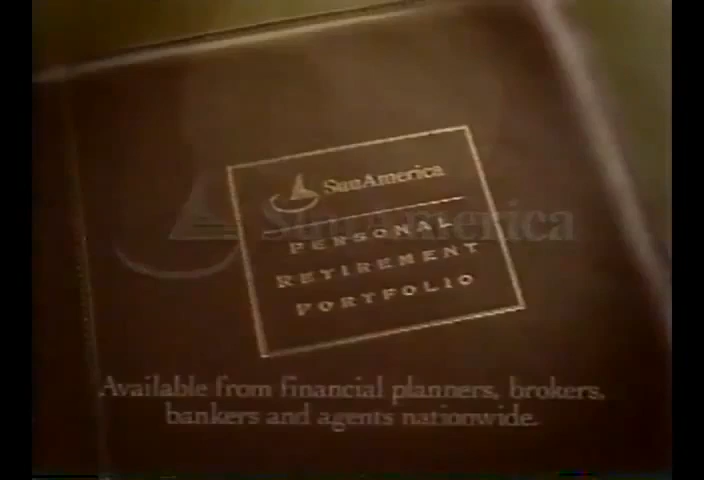 SunAmerica
SunAmerica
PERSONAL
RETIREMENT
PORTFOLIO
Available from financial planners, brokers,
bankers and agents nationwide.